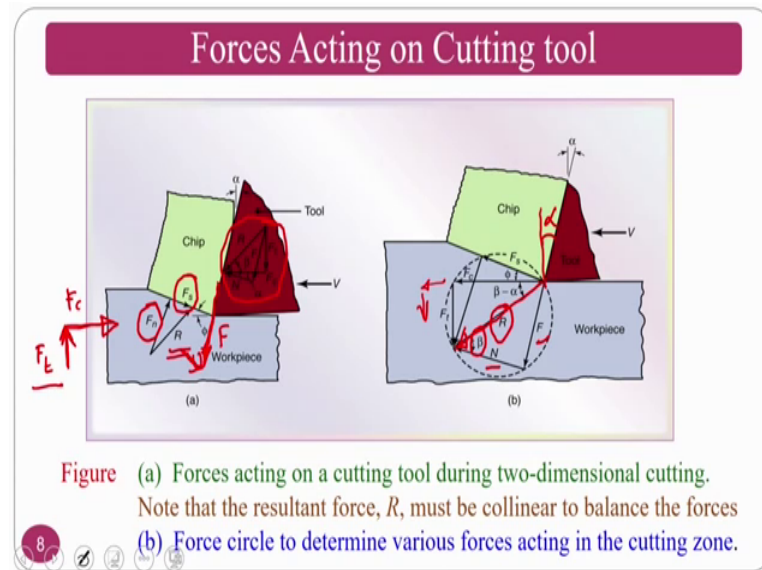 Forces Acting on Cutting tool
α
Tool
Chip
V
Fs
Fn
R
ϕ
Workpiece
Fc
Ft
F
(a)
α
α
Chip
Tool
V
Fs
Fc
ϕ
β − α
Ft
R
F
β
N
Workpiece
(b)
Figure (a) Forces acting on a cutting tool during two-dimensional cutting.
Note that the resultant force, R, must be collinear to balance the forces
(b) Force circle to determine various forces acting in the cutting zone.
8